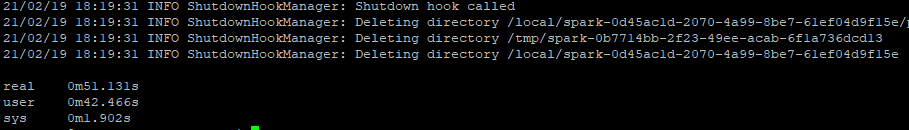 21/02/19 18:19:31 INFO ShutdownHookManager: Shutdown hook called
21/02/19 18:19:31 INFO ShutdownHookManager: Deleting directory /local/spark-0d45ac1d-2070-4a99-8be7-61ef04d9f15e/
21/02/19 18:19:31 INFO ShutdownHookManager: Deleting directory /tmp/spark-0b7714bb-2f23-49ee-acab-6f1a736dcd13
21/02/19 18:19:31 INFO ShutdownHookManager: Deleting directory /local/spark-0d45ac1d-2070-4a99-8be7-61ef04d9f15e
real 0m51.131s
user 0m42.466s
sys 0m1.902s